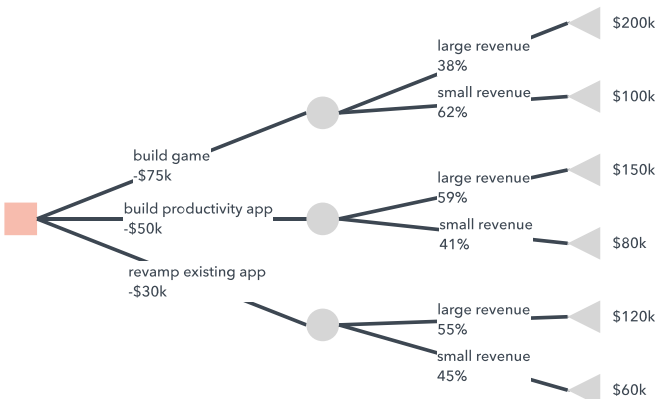 $200k
large revenue
38%
small revenue
62%
$100k
build game
-$75k
large revenue
59%
$150k
build productivity app
-$50k
small revenue
41%
$80k
revamp existing app
-$30k
large revenue
55%
$120k
small revenue
45%
$60k